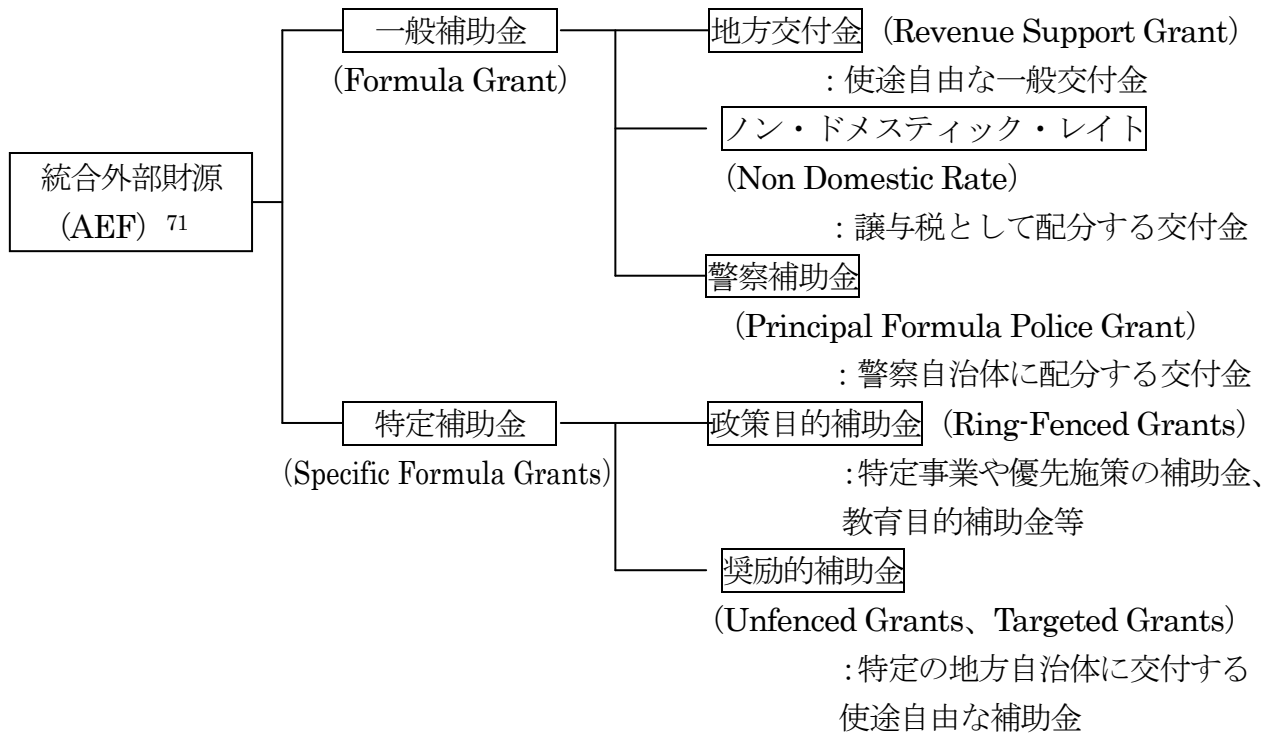 一般補助金
(Formula Grant)
地方交付金 (Revenue Support Grant)
：使途自由な一般交付金
ノン・ドメスティック・レイト
(Non Domestic Rate)
：譲与税として配分する交付金
統合外部財源
(AEF) 71
警察補助金
(Principal Formula Police Grant)
：警察自治体に配分する交付金
特定補助金
(Specific Formula Grants)
政策目的補助金 (Ring-Fenced Grants)
：特定事業や優先施策の補助金、
教育目的補助金等
奨励的補助金
(Unfenced Grants、Targeted Grants)
：特定の地方自治体に交付する
使途自由な補助金